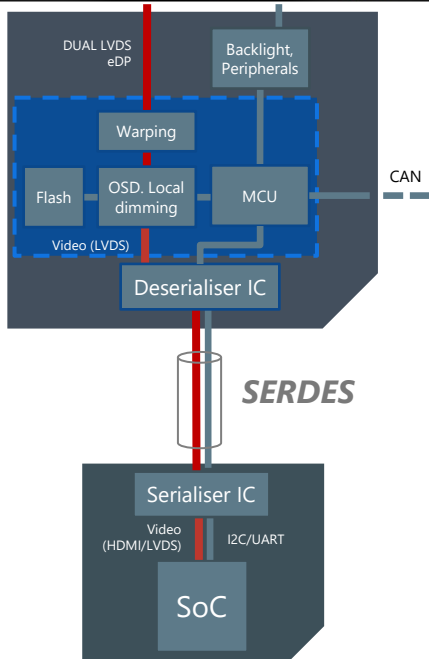 DUAL LVDS
eDP
Backlight,
Peripherals
Warping
CAN
Flash
OSD. Local
dimming
MCU
Video (LVDS)
Deserialiser IC
SERDES
Serialiser IC
Video
(HDMI/LVDS)
I2C/UART
SoC